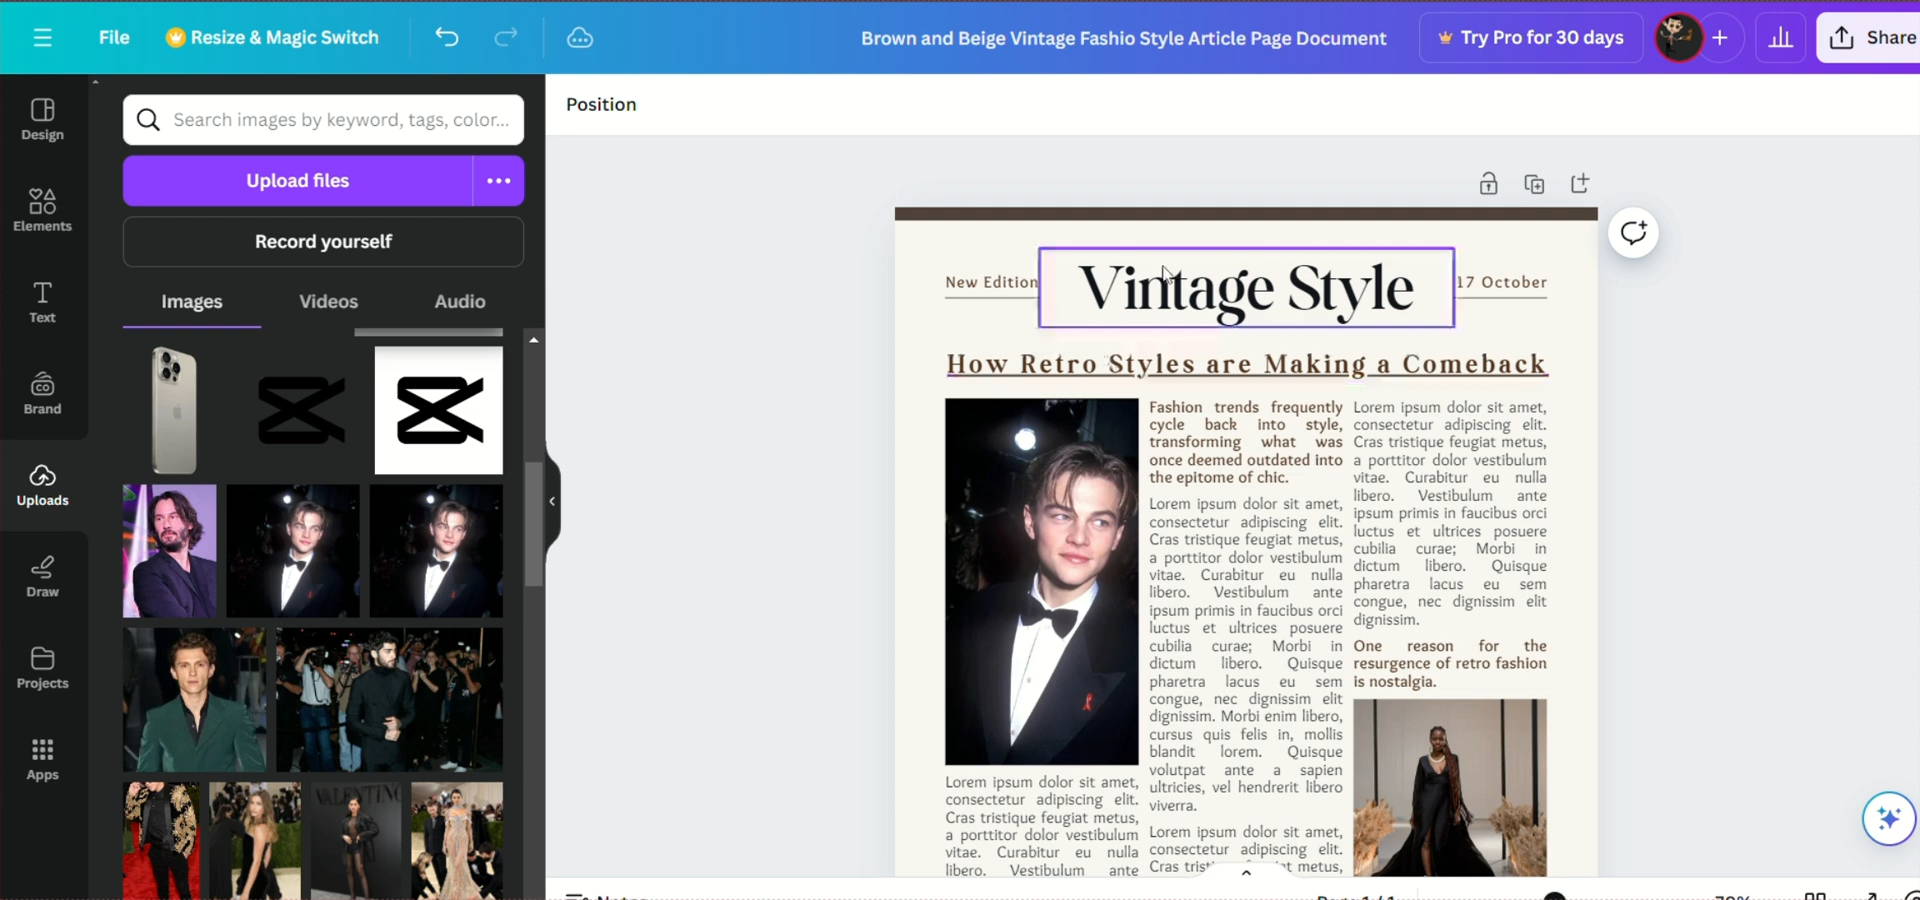 File
Resize & Magic Switch
Brown and Beige Vintage Fashio Style Article Page Document
Try Pro for 30 days
Share
Design
Elements
Text
Brand
Uploads
Draw
Projects
Apps
Search images by keyword, tags, color...
Upload files
Record yourself
Images
Videos
Audio
VALENTINO
Position
New Edition
Vintage Style
17 October
How Retro Styles are Making a Comeback
Lorem ipsum dolor sit amet,
consectetur adipiscing elit.
Cras tristique feugiat metus,
a porttitor dolor vestibulum
vitae. Curabitur eu nulla
libero. Vestibulum ante
Fashion trends frequently
cycle back into style,
transforming what was
once deemed outdated into
the epitome of chic.
Lorem ipsum dolor sit amet,
consectetur adipiscing elit.
Cras tristique feugiat metus,
a porttitor dolor vestibulum
vitae. Curabitur eu nulla
libero. Vestibulum ante
ipsum primis in faucibus orci
luctus et ultrices posuere
cubilia curae; Morbi in
dictum libero. Quisque
pharetra lacus eu sem
congue, nec dignissim elit
dignissim. Morbi enim libero,
cursus quis felis in, mollis
blandit lorem. Quisque
volutpat ante a sapien
ultricies, vel hendrerit libero
viverra.
Lorem ipsum dolor sit amet,
consectetur adipiscing elit.
Cras metus,
Lorem ipsum dolor sit amet,
consectetur adipiscing elit.
Cras tristique feugiat metus,
a porttitor dolor vestibulum
vitae. Curabitur eu nulla
libero. Vestibulum ante
ipsum primis in faucibus orci
luctus et ultrices posuere
cubilia curae; Morbi in
dictum libero. Quisque
pharetra lacus eu sem
congue, nec dignissim elit
dignissim.
One reason for the
resurgence of retro fashion
is nostalgia.